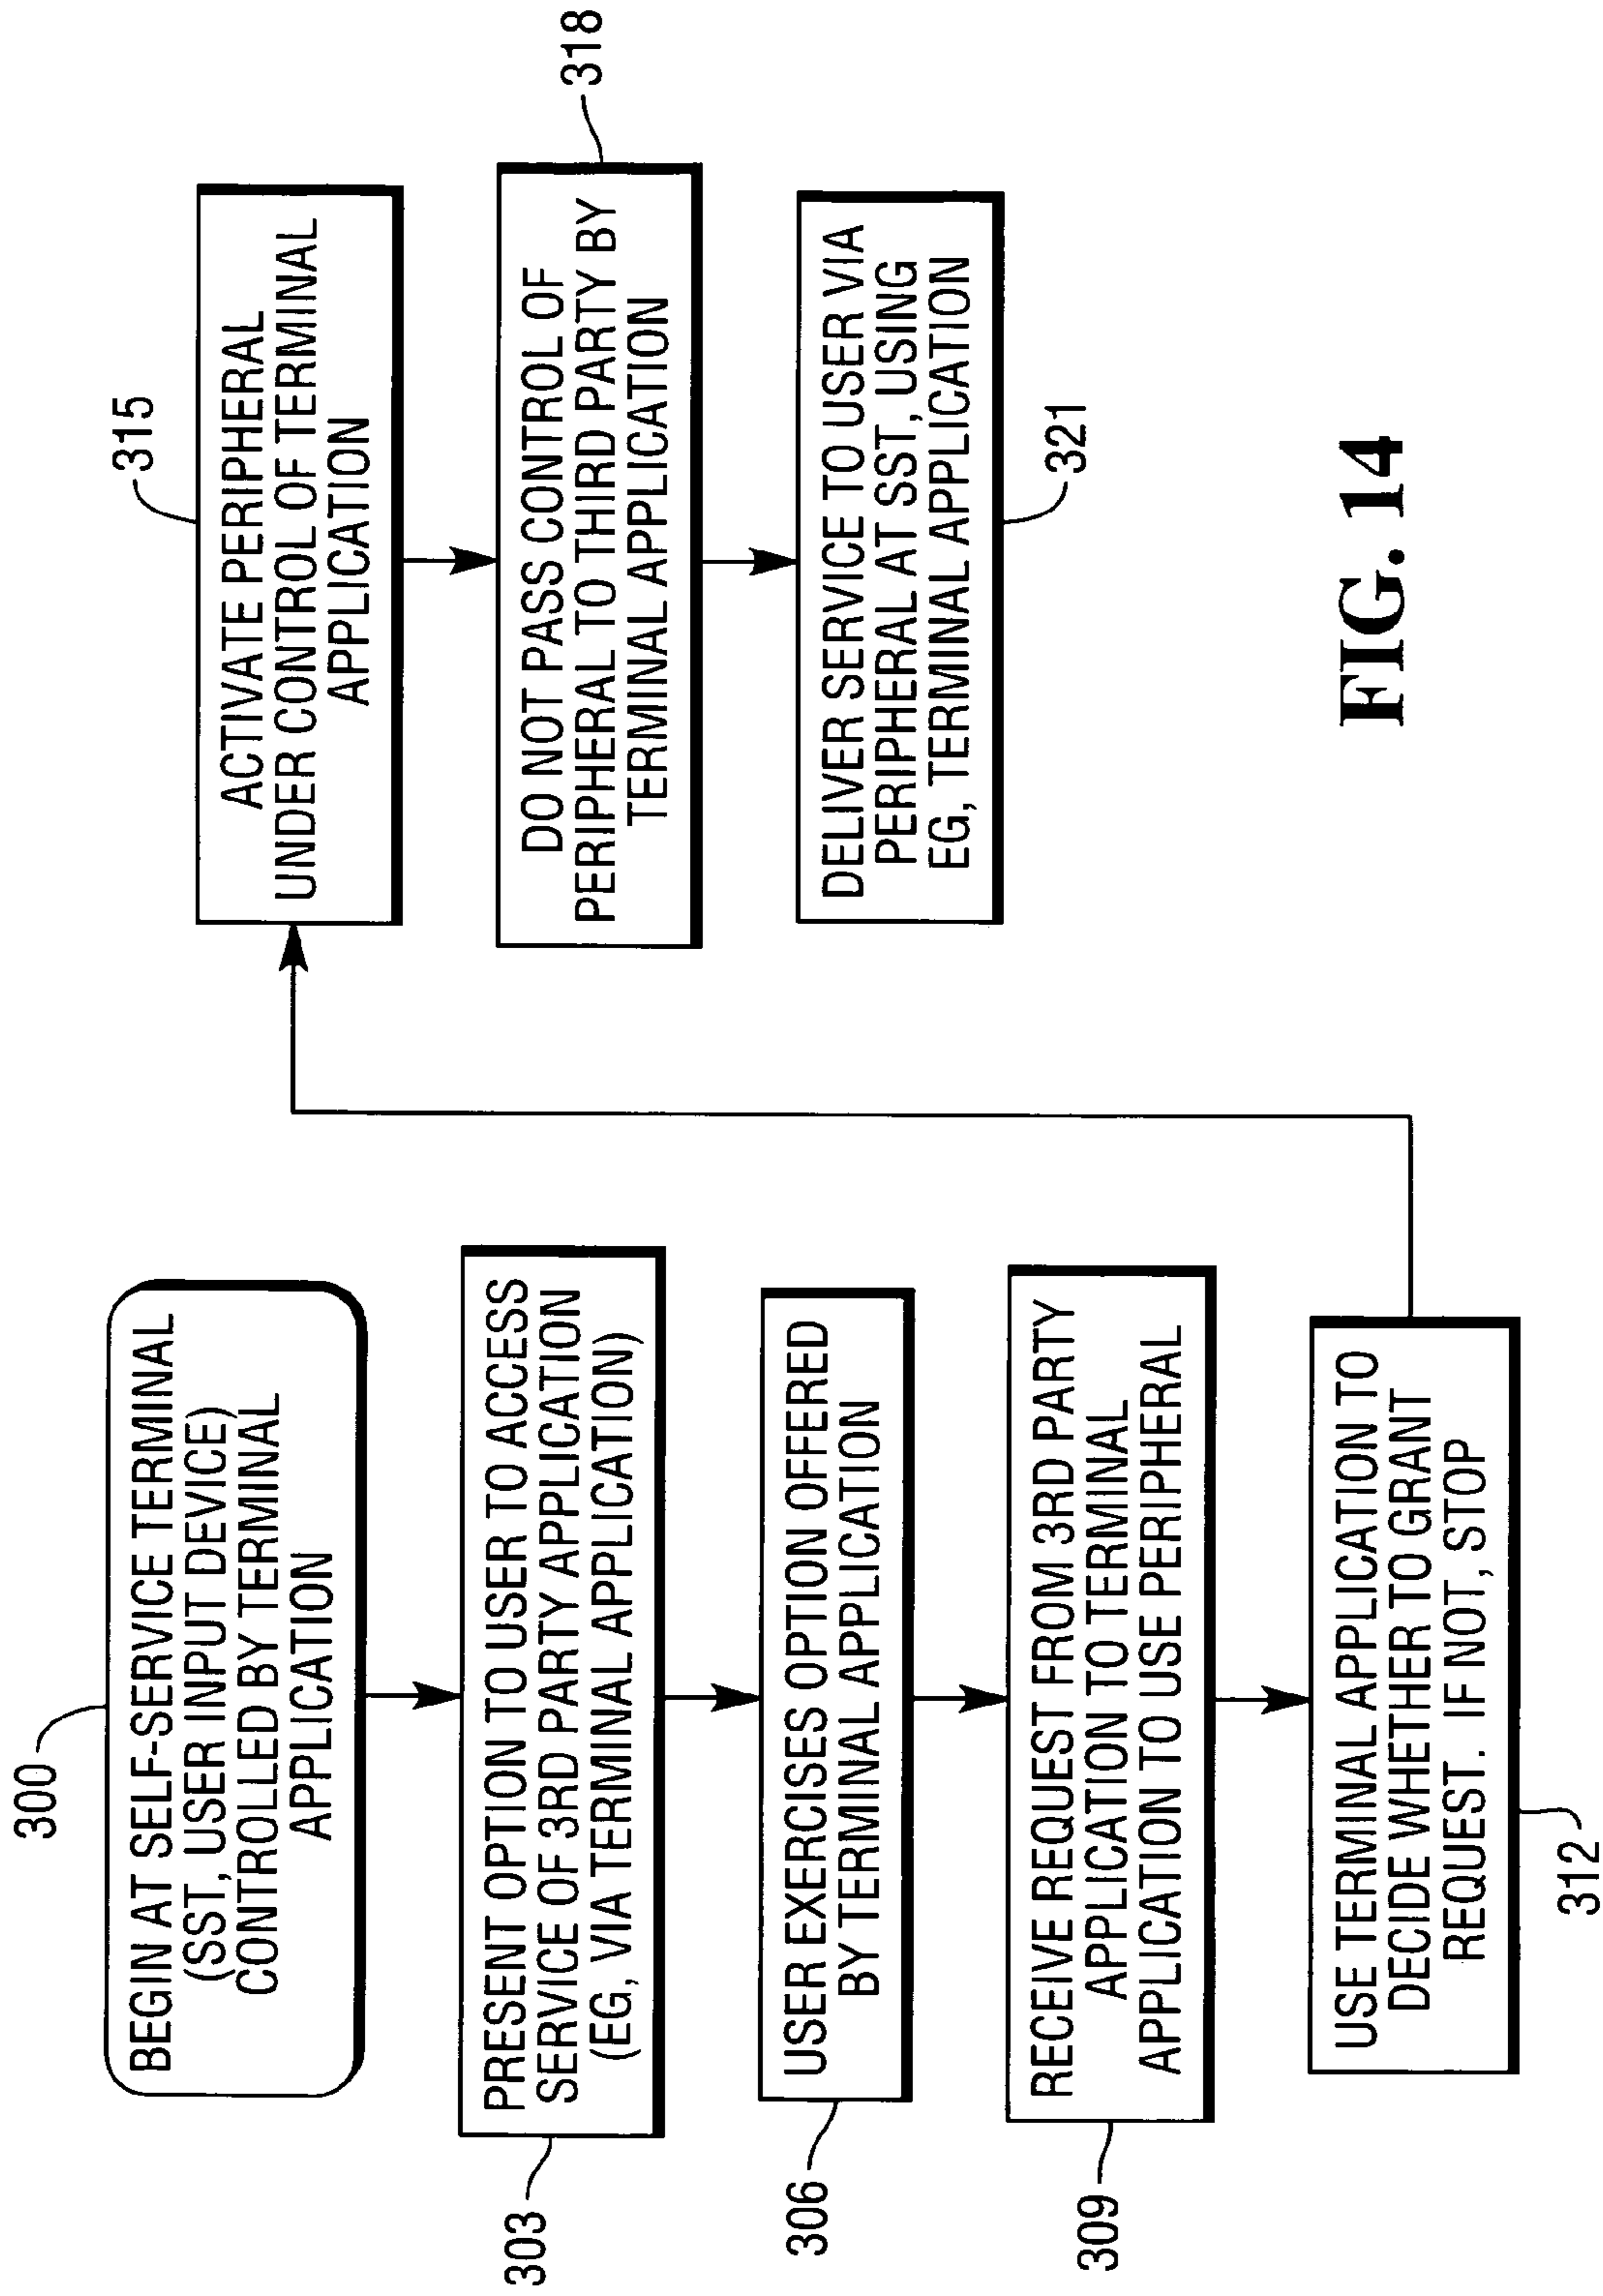 300
BEGIN AT SELF-SERVICE TERMINAL
(SST, USER INPUT DEVICE)
CONTROLLED BY TERMINAL
APPLICATION
303
PRESENT OPTION TO USER TO ACCESS
SERVICE OF 3RD PARTY APPLICATION
(EG, VIA TERMINAL APPLICATION)
306
USER EXERCISES OPTION OFFERED
BY TERMINAL APPLICATION
309
RECEIVE REQUEST FROM 3RD PARTY
APPLICATION TO TERMINAL
APPLICATION TO USE PERIPHERAL
USE TERMINAL APPLICATION TO
DECIDE WHETHER TO GRANT
REQUEST. IF NOT, STOP
312
315
ACTIVATE PERIPHERAL
UNDER CONTROL OF TERMINAL
APPLICATION
318
DO NOT PASS CONTROL OF
PERIPHERAL TO THIRD PARTY BY
TERMINAL APPLICATION
DELIVER SERVICE TO USER VIA
PERIPHERAL AT SST, USING
EG, TERMINAL APPLICATION
321
FIG. 14